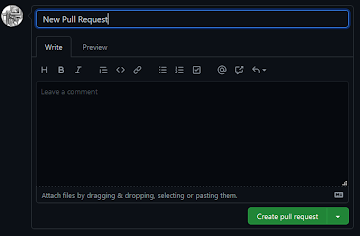 New Pull Request
Write Preview
Leave a comment
Attach files by dragging & dropping, selecting or pasting them.
Create pull request